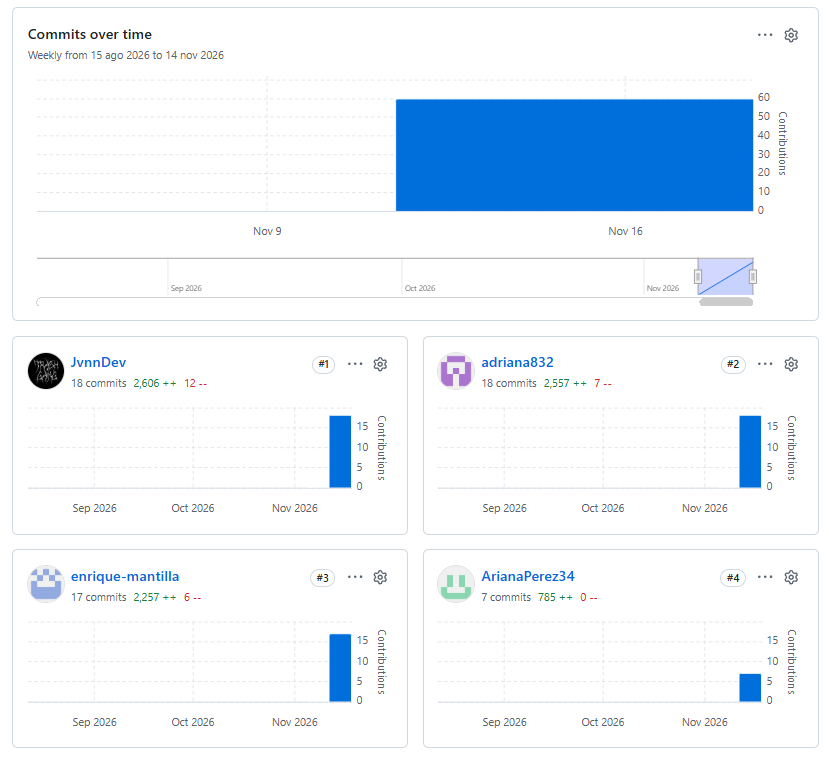 Commits over time
Weekly from 15 ago 2026 to 14 nov 2026
60
50
40
30
20
10
0
Contributions
Nov 9
Nov 16
Sep 2026
Oct 2026
Nov 2026
JvnnDev
#1
18 commits 2,606 ++ 12 --
15
10
5
0
Contributions
Sep 2026
Oct 2026
Nov 2026
adriana832
#2
18 commits 2,557 ++ 7 --
15
10
5
0
Contributions
Sep 2026
Oct 2026
Nov 2026
enrique-mantilla
#3
17 commits 2,257 ++ 6 --
15
10
5
0
Contributions
Sep 2026
Oct 2026
Nov 2026
ArianaPerez34
#4
7 commits 785 ++ 0 --
15
10
5
0
Contributions
Sep 2026
Oct 2026
Nov 2026